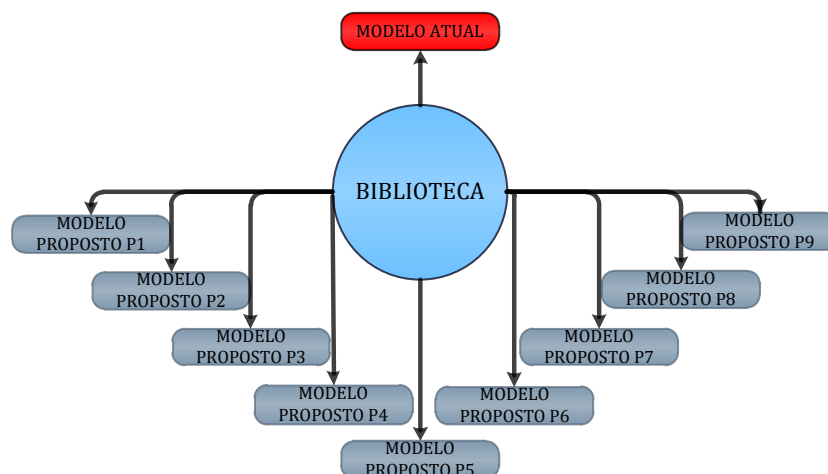 MODELO ATUAL
BIBLIOTECA
MODELO
PROPOSTO P1
MODELO
PROPOSTO P2
MODELO
PROPOSTO P3
MODELO
PROPOSTO P4
MODELO
PROPOSTO P5
MODELO
PROPOSTO P6
MODELO
PROPOSTO P7
MODELO
PROPOSTO P8
MODELO
PROPOSTO P9